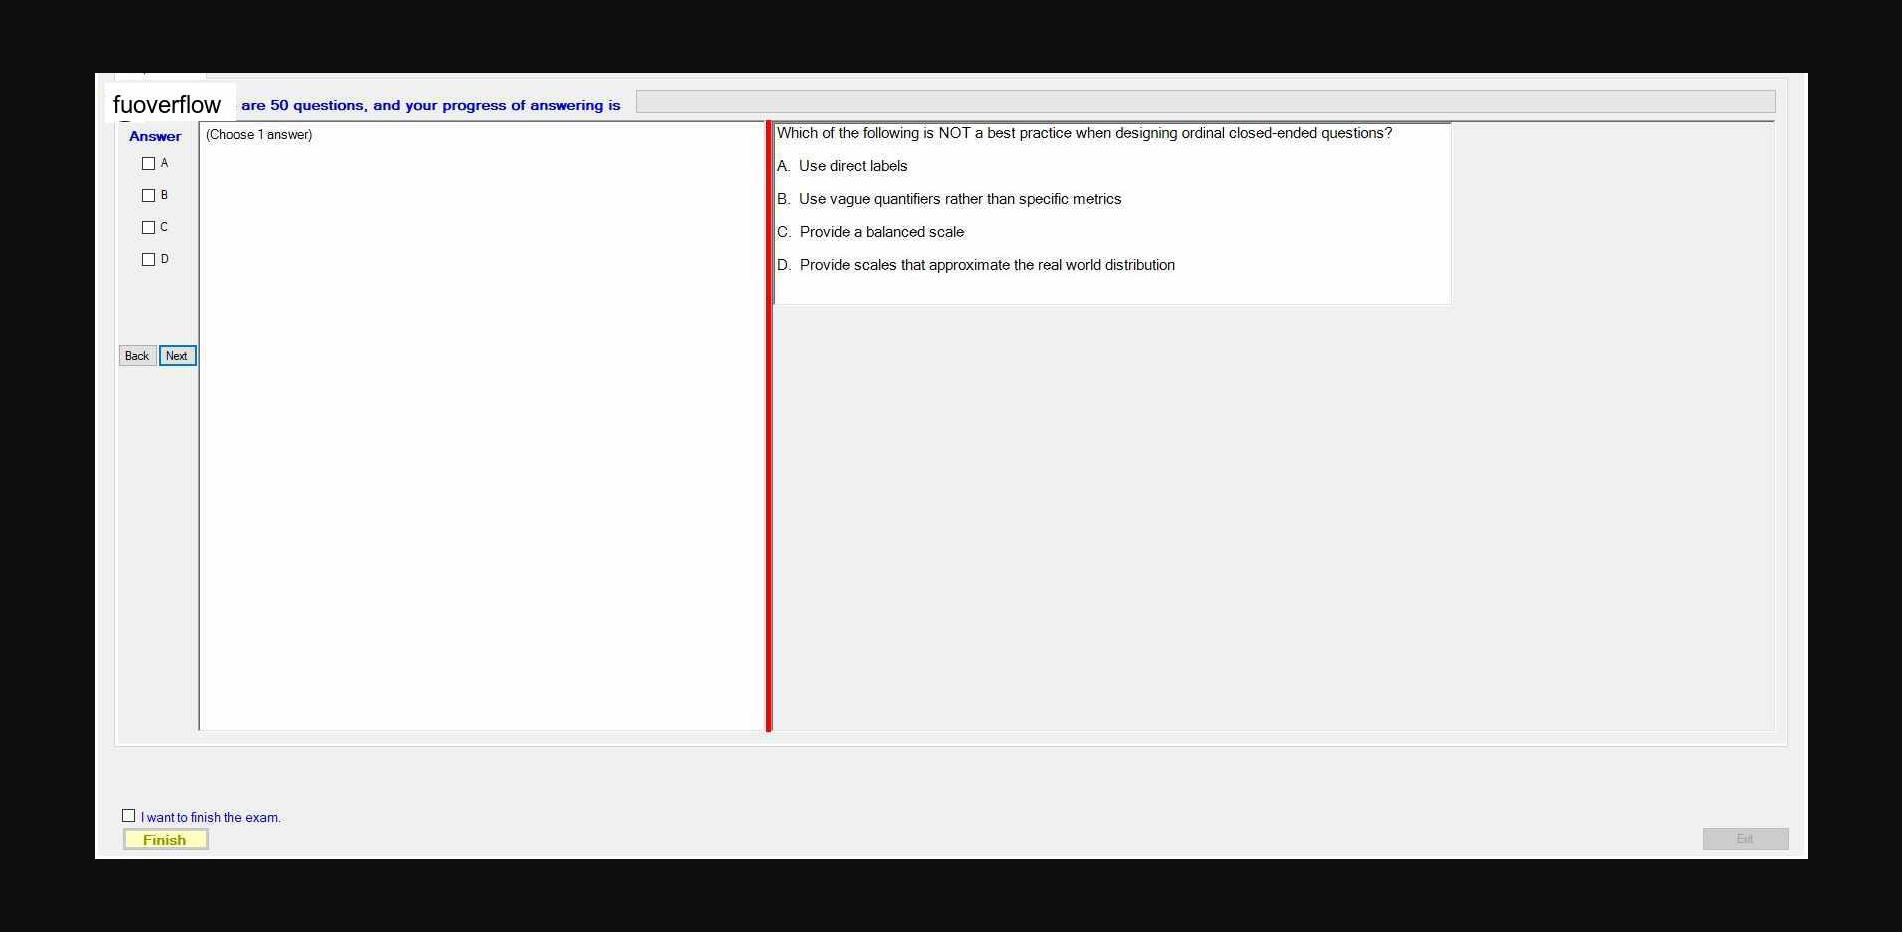 fuoverflow are 50 questions, and your progress of answering is
Answer
(Choose 1 answer)
A
B
C
D
Back Next
Which of the following is NOT a best practice when designing ordinal closed-ended questions?
A. Use direct labels
B. Use vague quantifiers rather than specific metrics
C. Provide a balanced scale
D. Provide scales that approximate the real world distribution
I want to finish the exam.
Finish
Exit